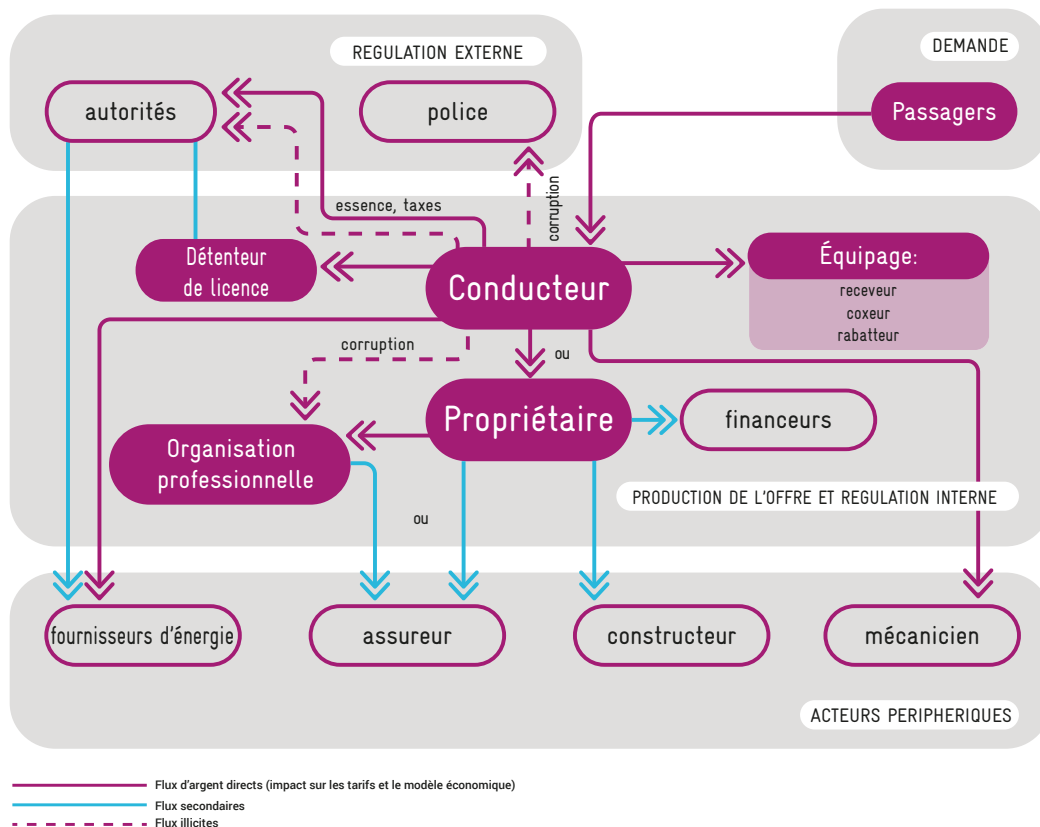 REGULATION EXTERNE
DEMANDE
autorités
police
Passagers
essence, taxes
corruption
Détenteur
de licence
Conducteur
Équipage:
receveur
coxeur
rabatteur
corruption
ou
Propriétaire
financeurs
Organisation
professionnelle
PRODUCTION DE L'OFFRE ET REGULATION INTERNE
ou
fournisseurs d'énergie
assureur
constructeur
mécanicien
ACTEURS PERIPHERIQUES
Flux d'argent directs (impact sur les tarifs et le modèle économique)
Flux secondaires
Flux illicites